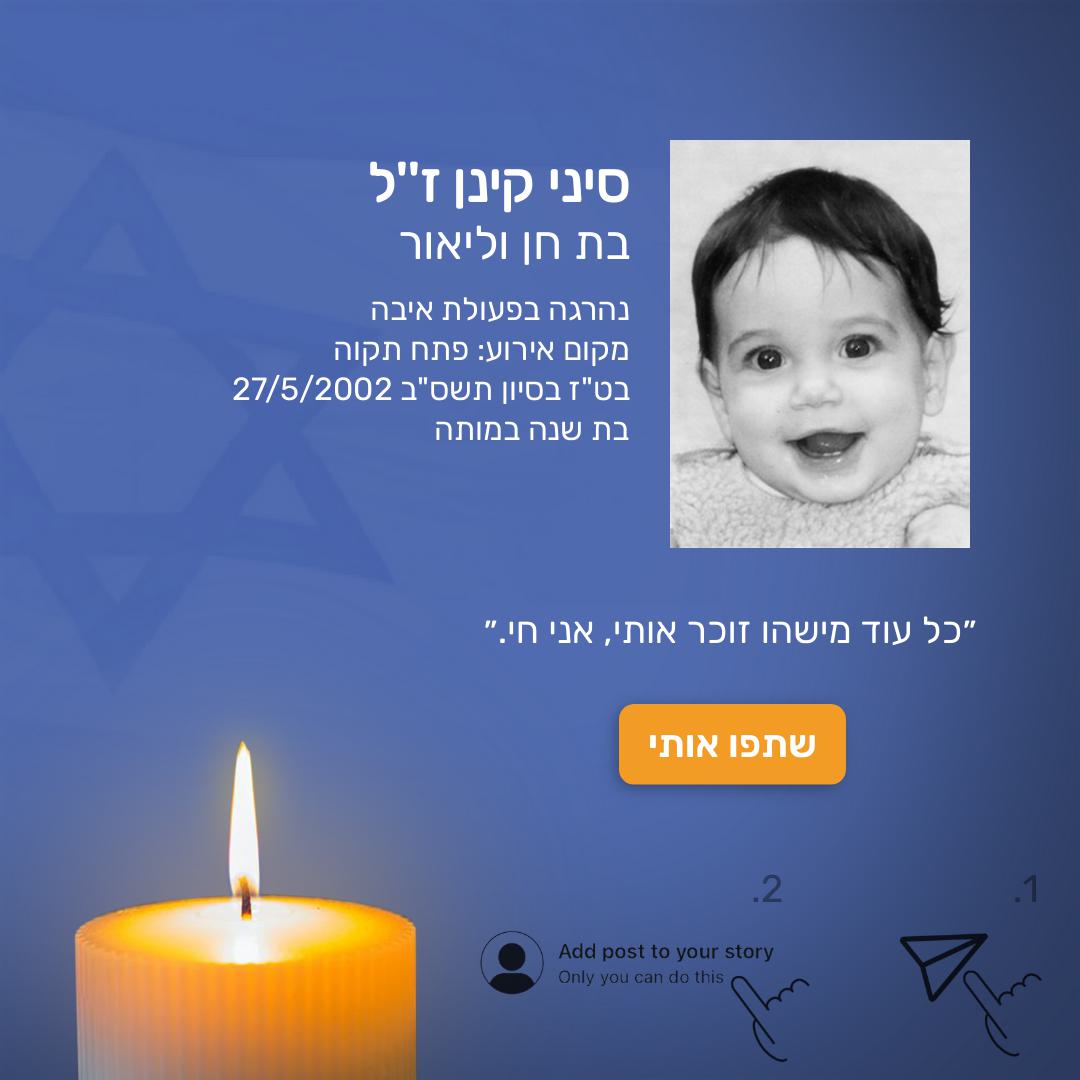 סיני קינן ז"ל
בת חן וליאור
נהרגה בפעולת איבה
מקום אירוע: פתח תקוה
בט"ז בסיון תשס"ב 27/5/2002
בת שנה במותה
״כל עוד מישהו זוכר אותי, אני חי.״
שתפו אותי
.1
.2
Add post to your story
Only you can do this